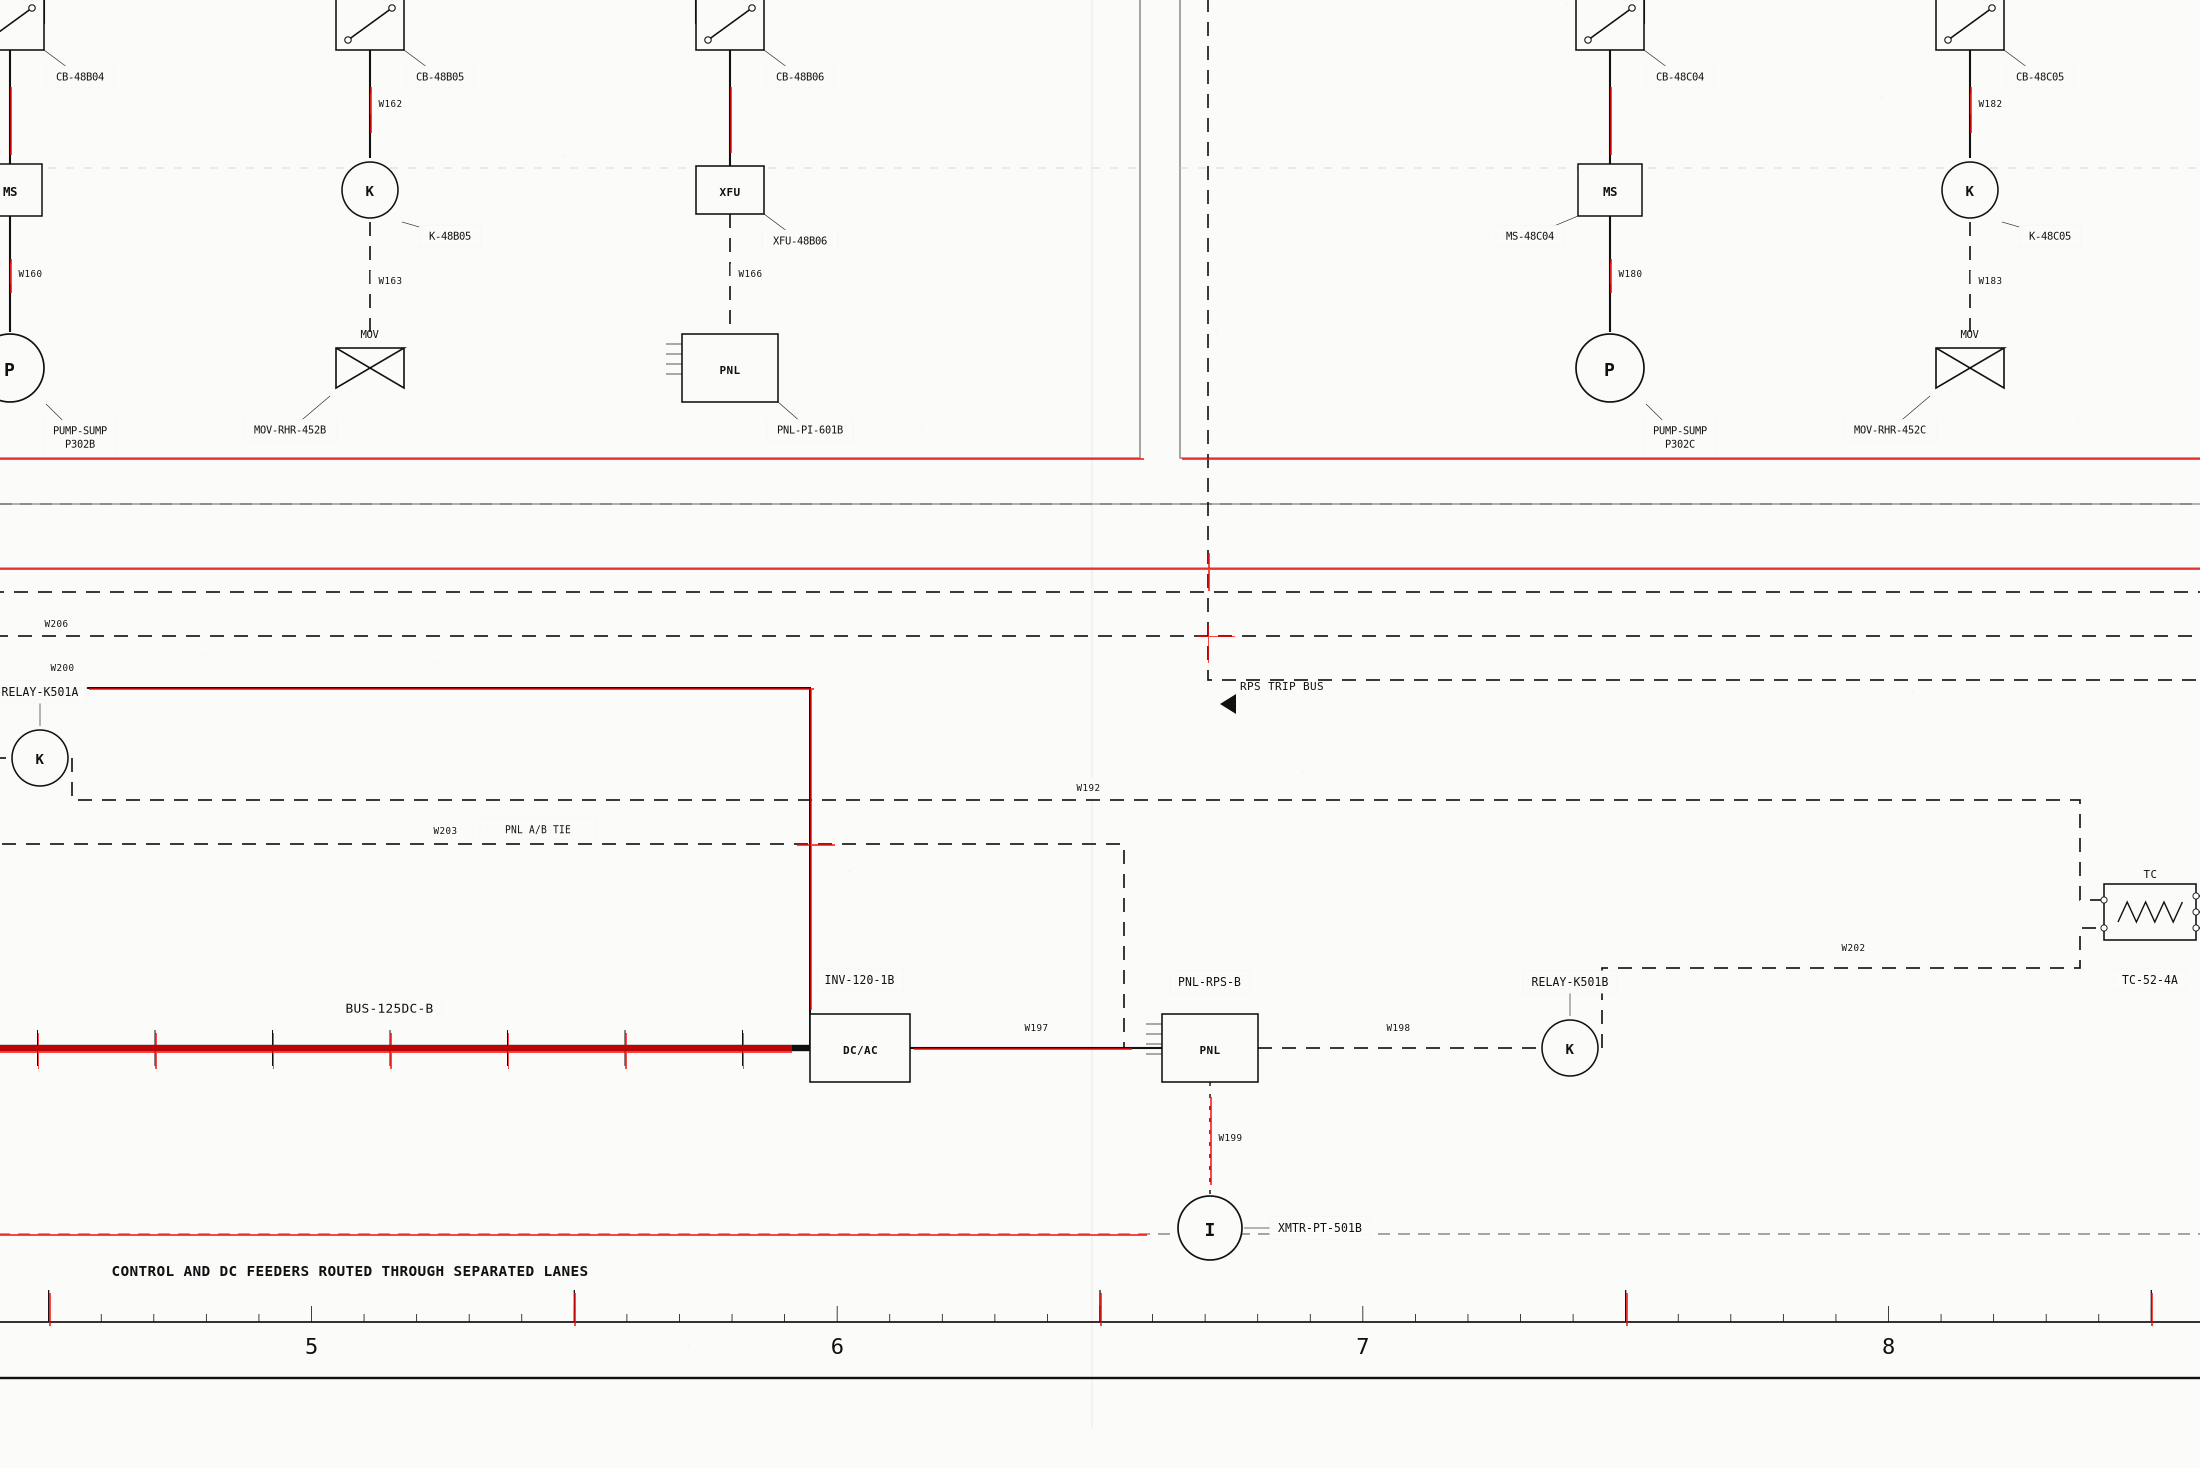 CB-48B04
CB-48B05
CB-48B06
CB-48C04
CB-48C05
W162
W182
MS
K
XFU
MS
K
K-48B05
XFU-48B06
MS-48C04
K-48C05
W160
W163
W166
W180
W183
MOV
MOV
P
PNL
P
PUMP-SUMP
P302B
MOV-RHR-452B
PNL-PI-601B
PUMP-SUMP
P302C
MOV-RHR-452C
W206
W200
RELAY-K501A
RPS TRIP BUS
K
W192
W203
PNL A/B TIE
TC
W202
INV-120-1B
PNL-RPS-B
RELAY-K501B
TC-52-4A
BUS-125DC-B
W197
W198
DC/AC
PNL
K
W199
I
XMTR-PT-501B
CONTROL AND DC FEEDERS ROUTED THROUGH SEPARATED LANES
5
6
7
8